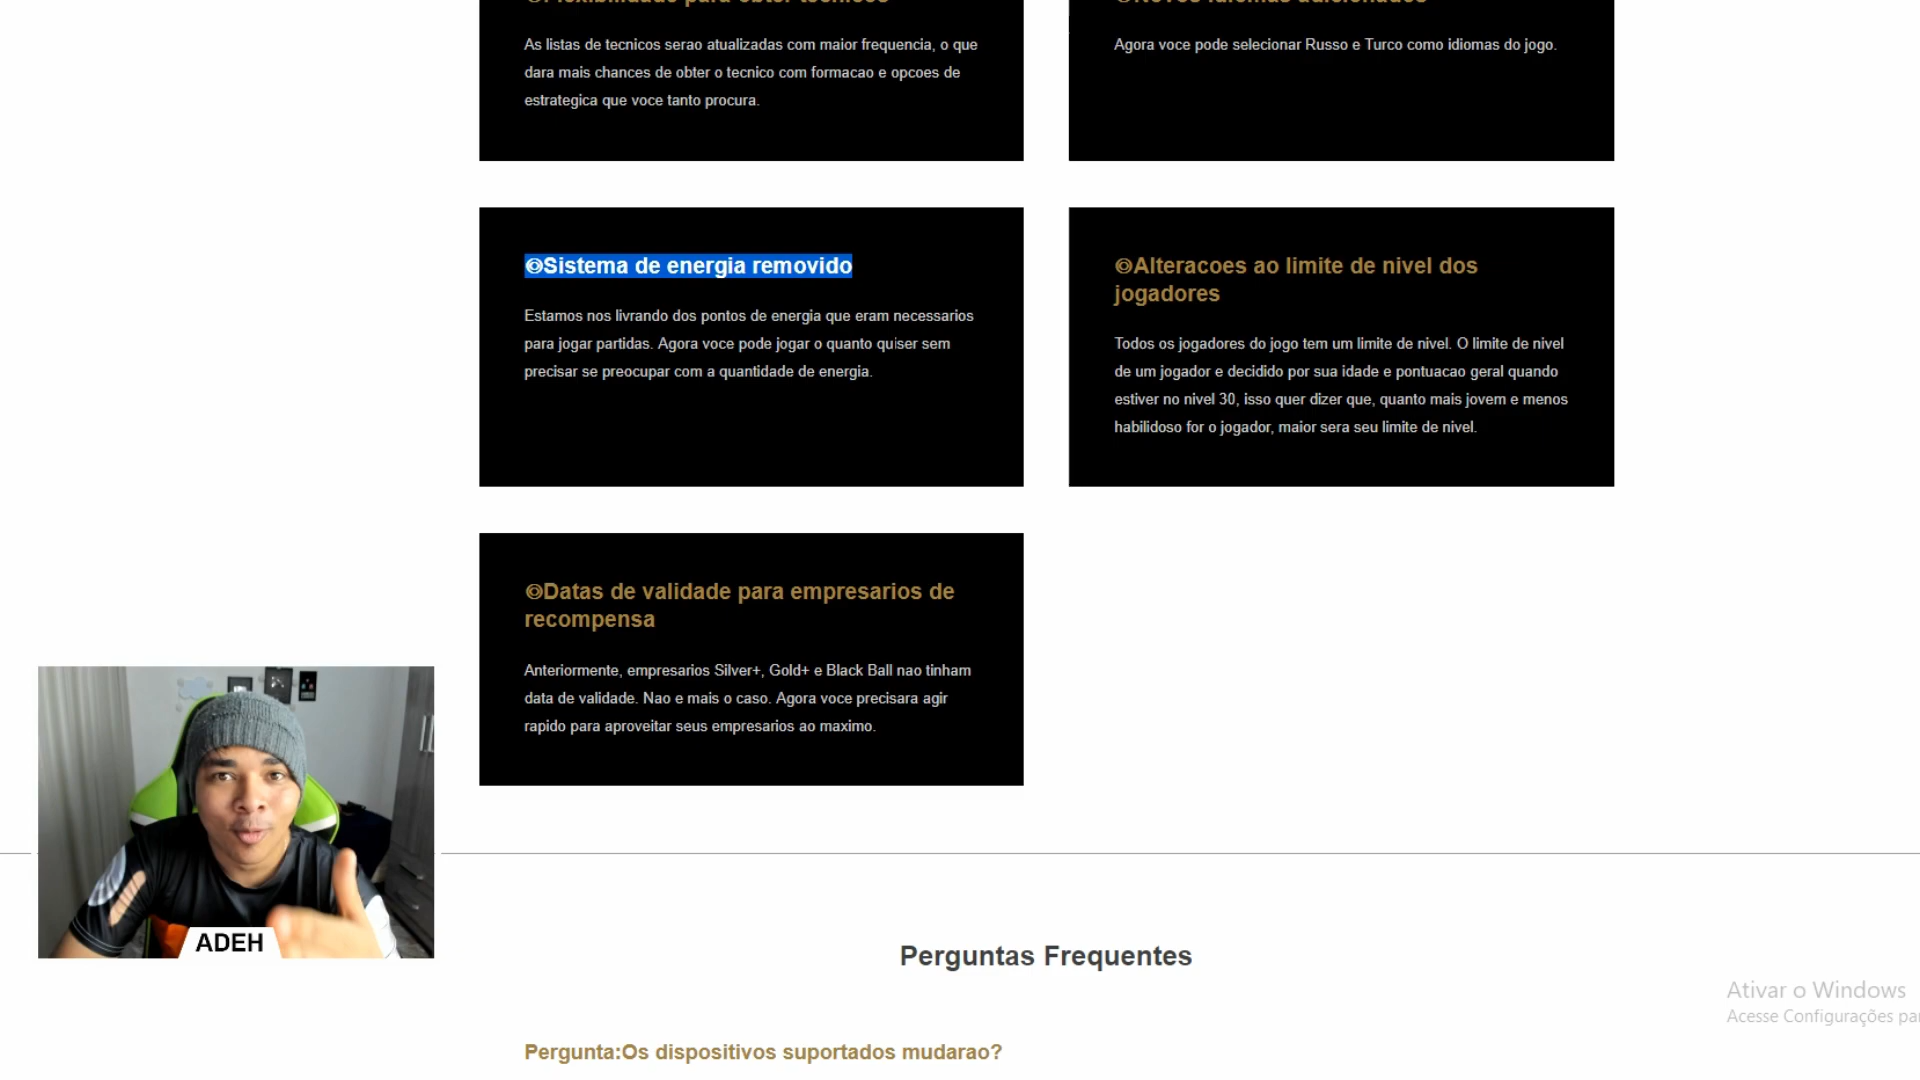 Flexibilidade para obter tecnicos
As listas de tecnicos serao atualizadas com maior frequencia, o que
dara mais chances de obter o tecnico com formacao e opcoes de
estrategica que voce tanto procura.
Novos idiomas adicionados
Agora voce pode selecionar Russo e Turco como idiomas do jogo.
Sistema de energia removido
Estamos nos livrando dos pontos de energia que eram necessarios
para jogar partidas. Agora voce pode jogar o quanto quiser sem
precisar se preocupar com a quantidade de energia.
Alteracoes ao limite de nivel dos
jogadores
Todos os jogadores do jogo tem um limite de nivel. O limite de nivel
de um jogador e decidido por sua idade e pontuacao geral quando
estiver no nivel 30, isso quer dizer que, quanto mais jovem e menos
habilidoso for o jogador, maior sera seu limite de nivel.
Datas de validade para empresarios de
recompensa
Anteriormente, empresarios Silver+, Gold+ e Black Ball nao tinham
data de validade. Nao e mais o caso. Agora voce precisara agir
rapido para aproveitar seus empresarios ao maximo.
ADEH
Perguntas Frequentes
Ativar o Windows
Acesse Configurações pa
Pergunta:Os dispositivos suportados mudarao?